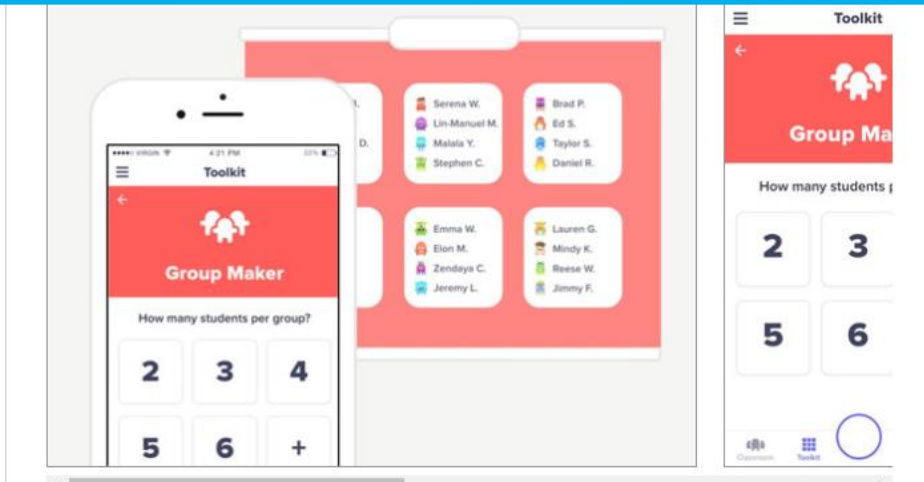 Serena W.
Lin-Manuel M.
Malala Y.
Stephen C.
Brad P.
Ed S.
Taylor S.
Daniel R.
D.
Emma W.
Elon M.
Zendaya C.
Jeremy L.
Lauren G.
Mindy K.
Reese W.
Jimmy F.
VIRGIN
4:21 PM
22%
Toolkit
Group Maker
How many students per group?
2 3 4
5 6 +
Toolkit
Group Ma
How many students p
2 3
5 6
Classroom Toolkit